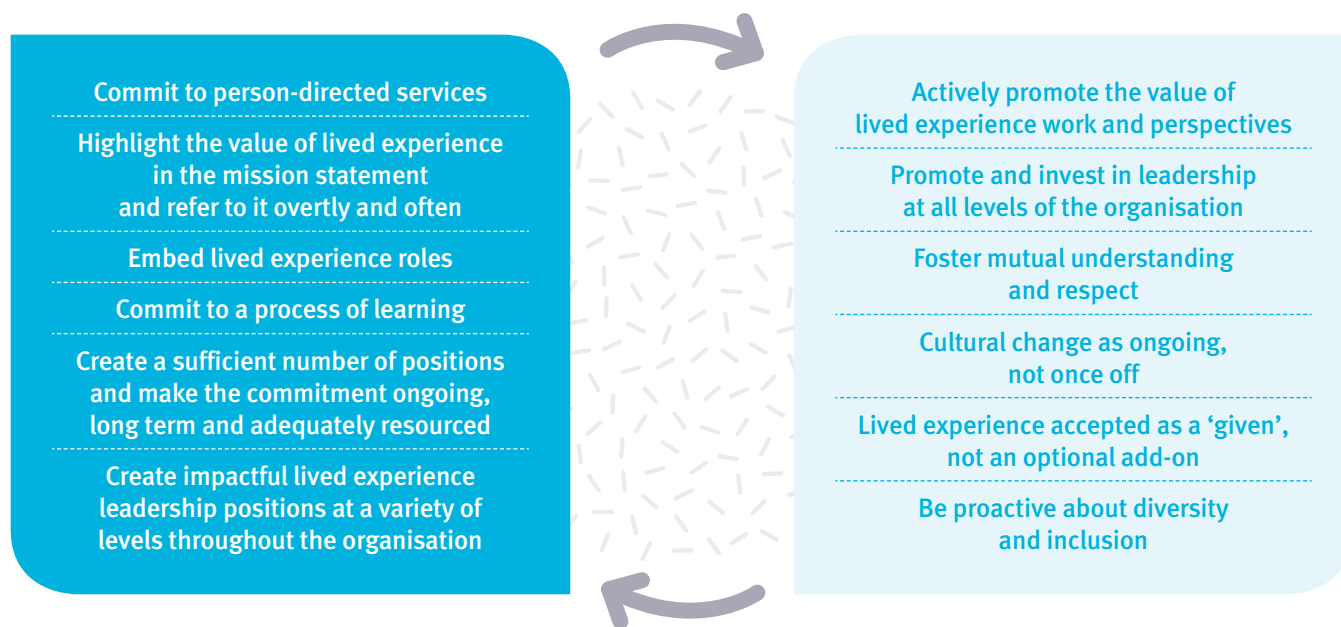 Commit to person-directed services
Highlight the value of lived experience
in the mission statement
and refer to it overtly and often
Embed lived experience roles
Commit to a process of learning
Create a sufficient number of positions
and make the commitment ongoing,
long term and adequately resourced
Create impactful lived experience
leadership positions at a variety of
levels throughout the organisation
Actively promote the value of
lived experience work and perspectives
Promote and invest in leadership
at all levels of the organisation
Foster mutual understanding
and respect
Cultural change as ongoing,
not once off
Lived experience accepted as a ‘given’,
not an optional add-on
Be proactive about diversity
and inclusion